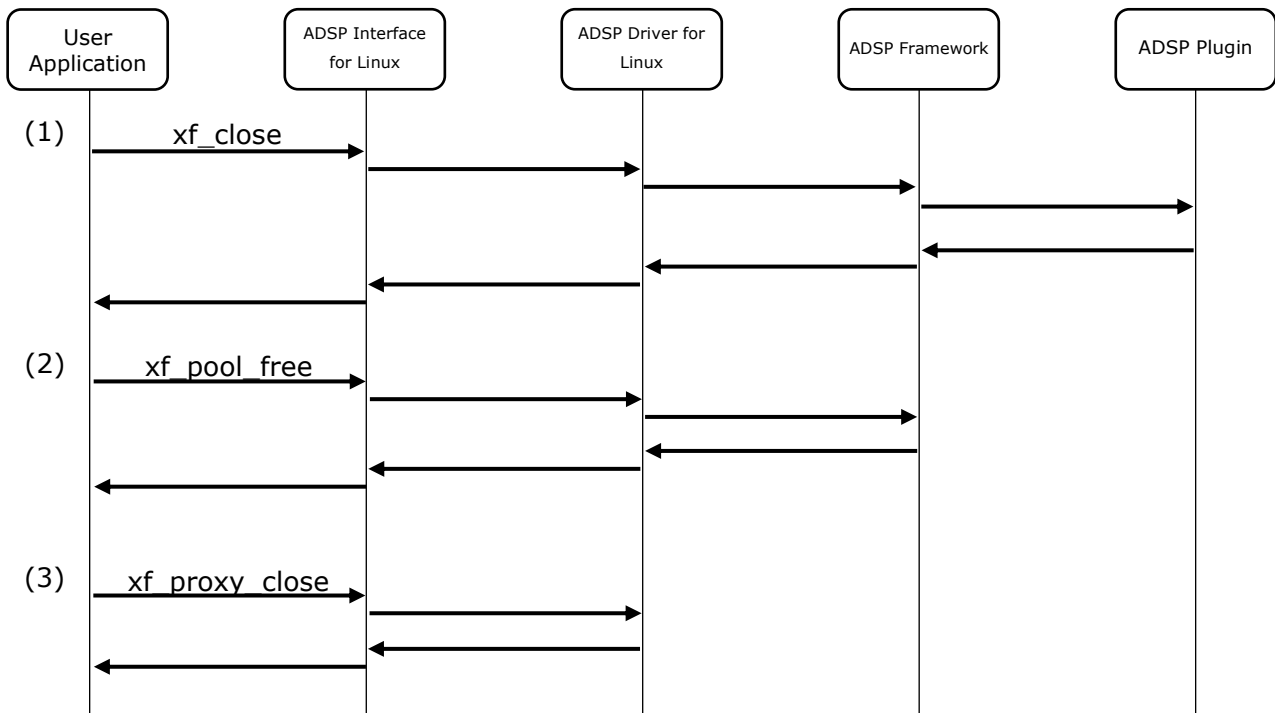 User
Application
ADSP Interface
for Linux
ADSP Driver for
Linux
ADSP Framework
ADSP Plugin
(1)
xf_close
(2)
xf_pool_free
(3)
xf_proxy_close